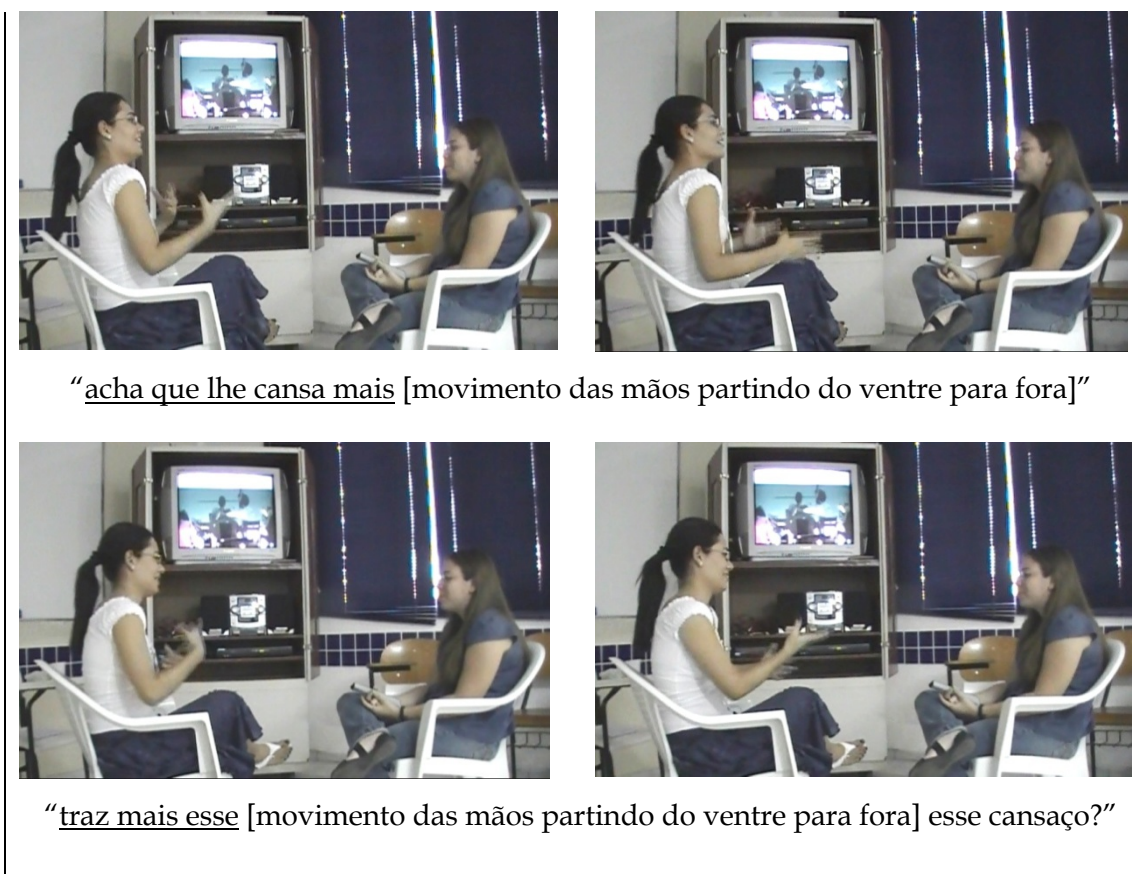 “acha que lhe cansa mais [movimento das mãos partindo do ventre para fora]”
“traz mais esse [movimento das mãos partindo do ventre para fora] esse cansaço?”